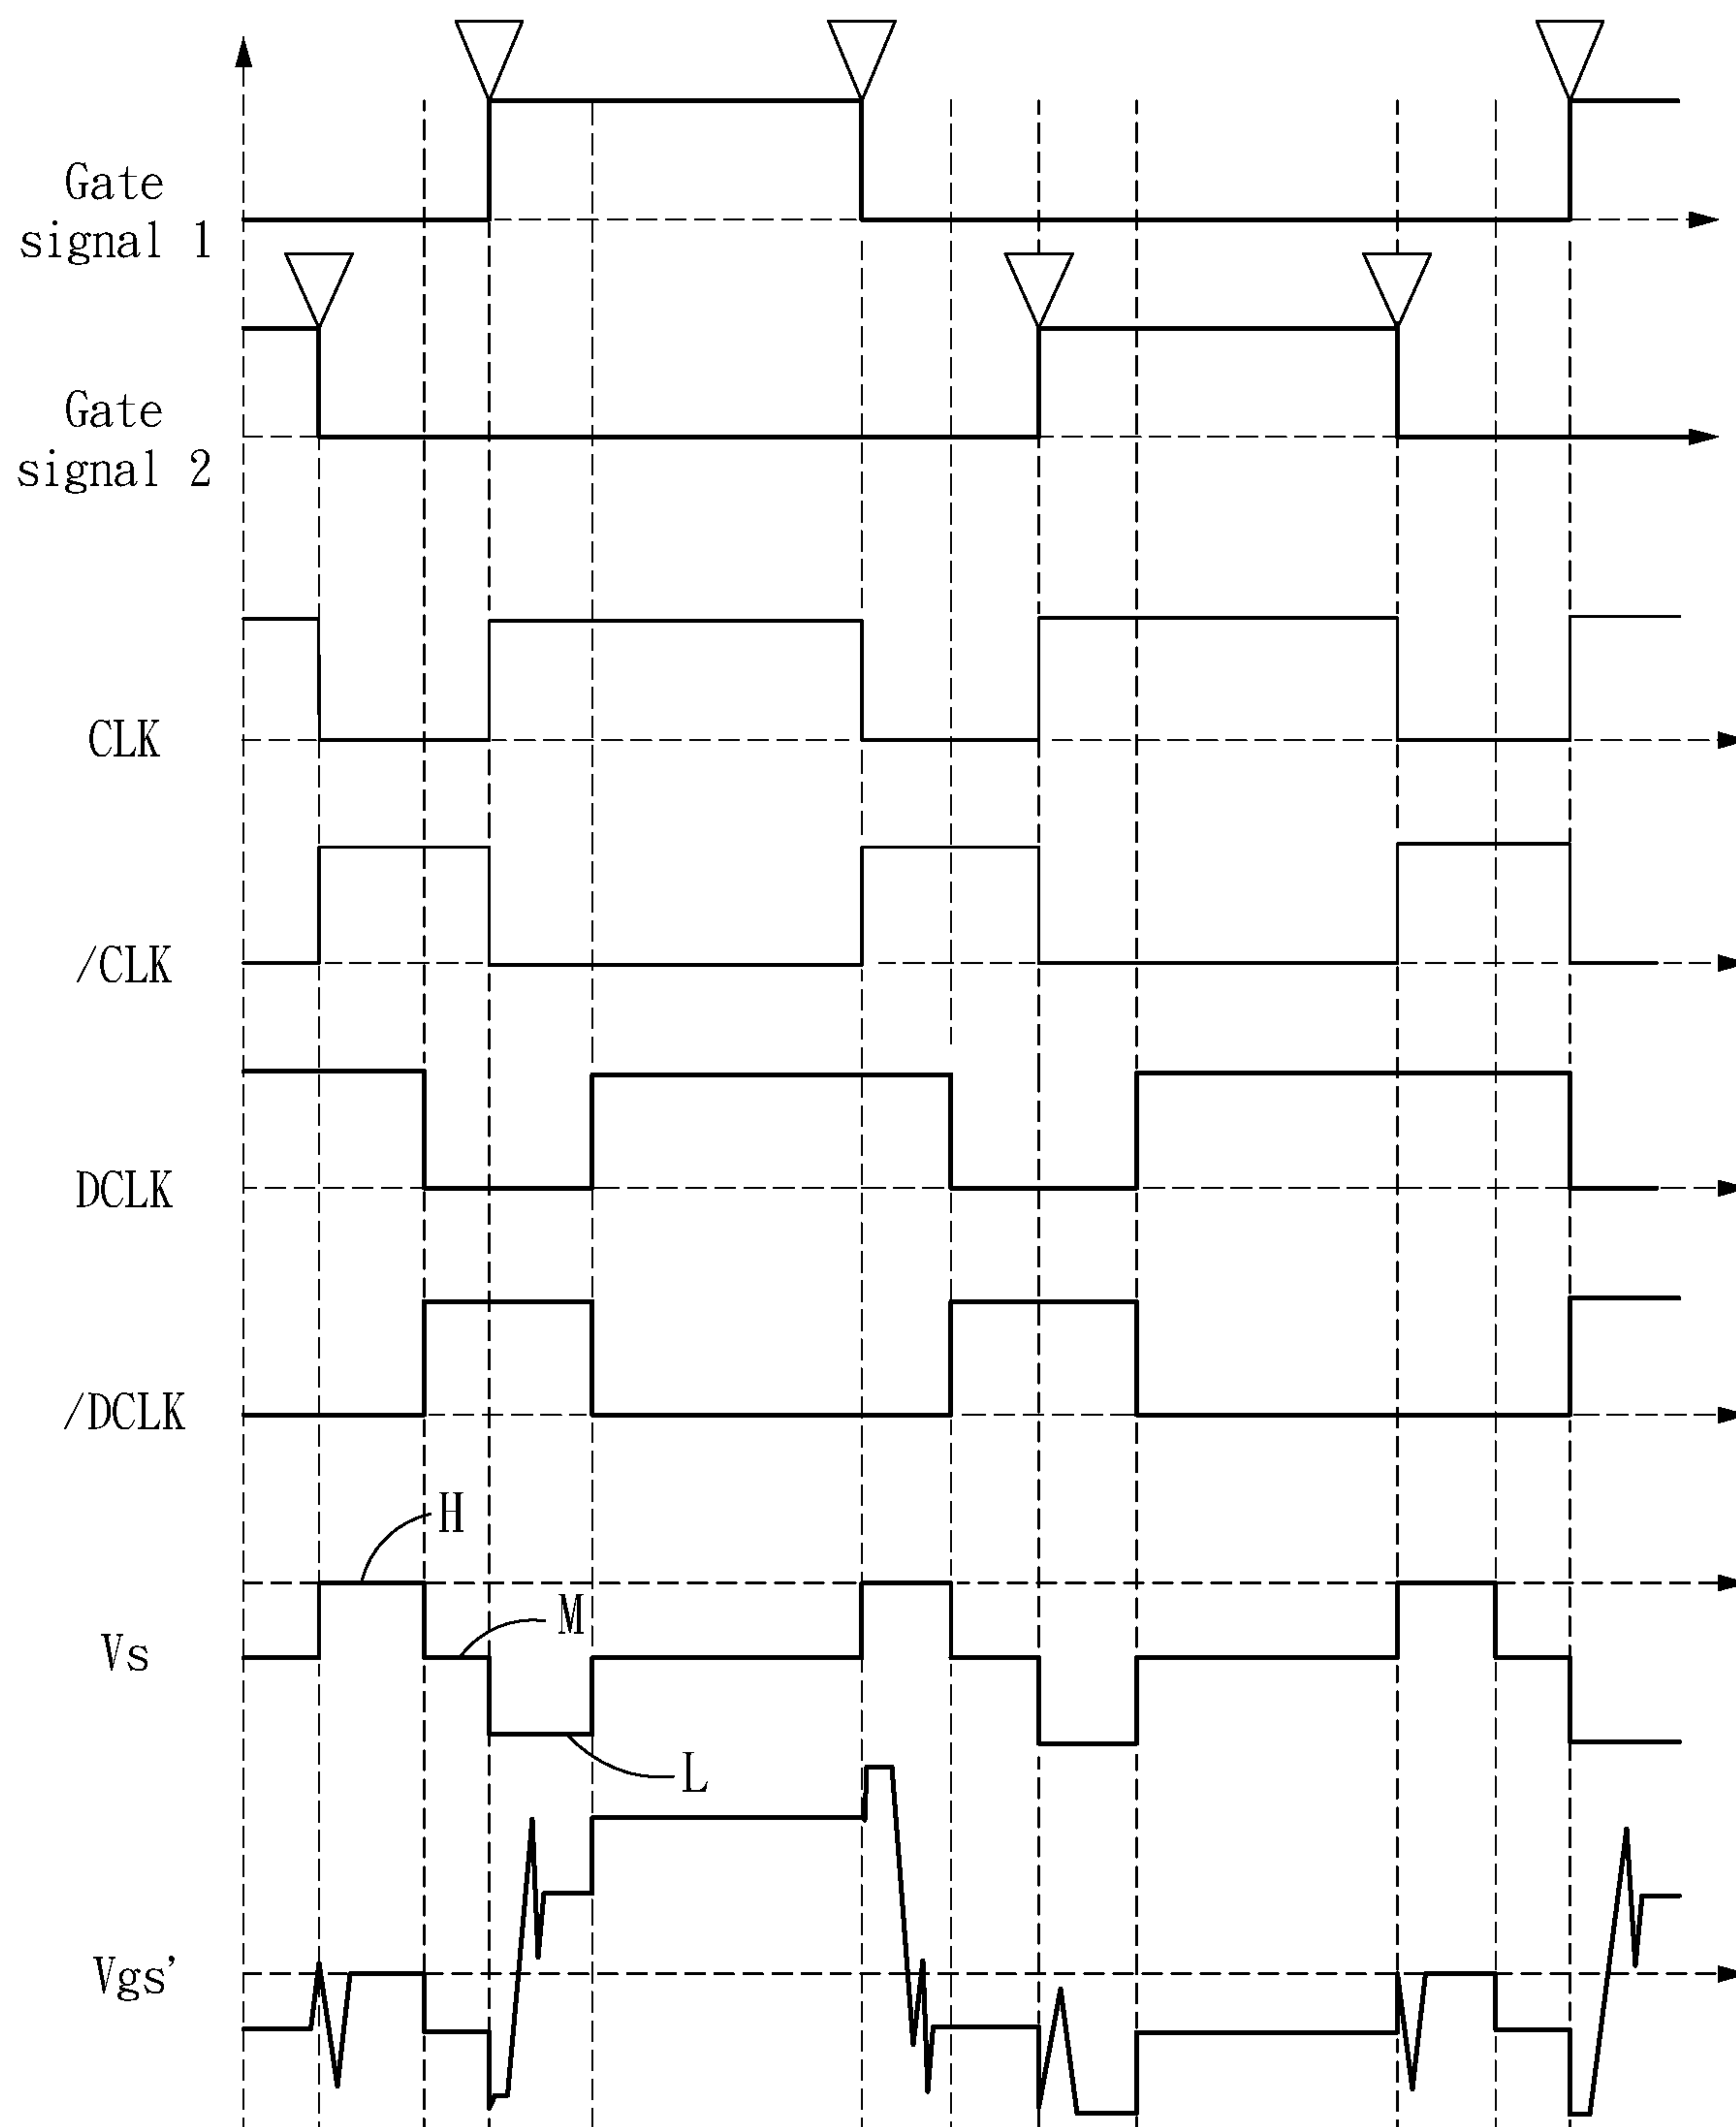 Gate
signal 1
Gate
signal 2
CLK
/CLK
DCLK
/DCLK
H
M
Vs
L
Vgs’